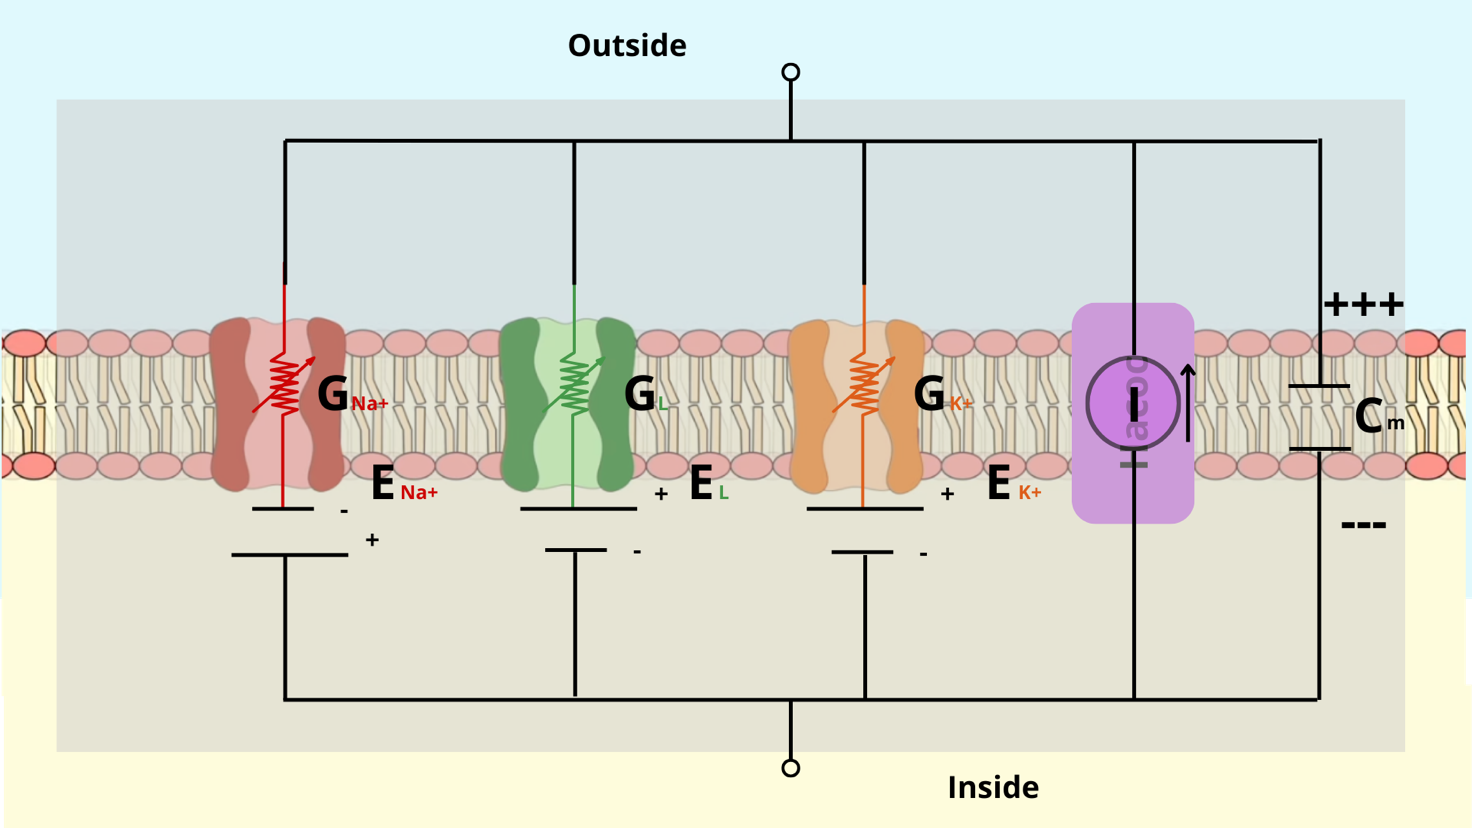 Outside
+++
G Na+
G L
G K+
I
C m
E Na+
E L
E K+
-
+
+
-
+
-
---
Inside